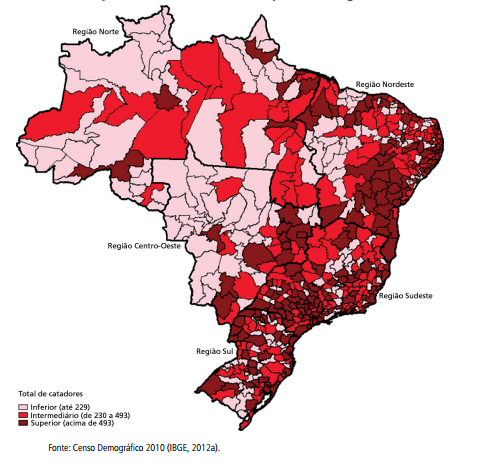 Região Norte
Região Nordeste
Região Centro-Oeste
Região Sudeste
Região Sul
Total de catadores
Inferior (até 229)
Intermediário (de 230 a 493)
Superior (acima de 493)
Fonte: Censo Demográfico 2010 (IBGE, 2012a).